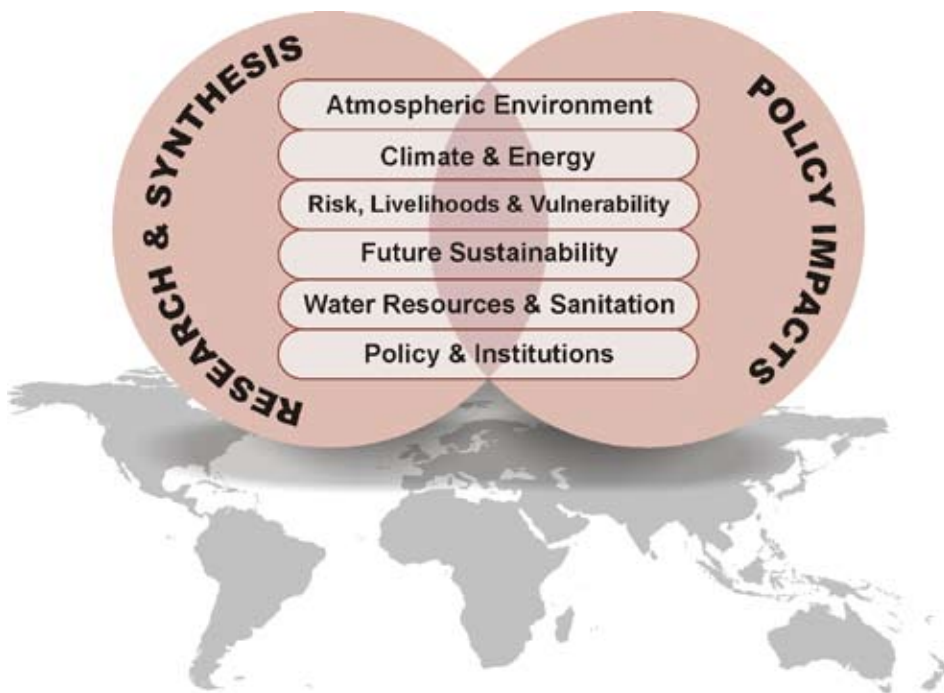 RESEARCH & SYNTHESIS
POLICY IMPACTS
Atmospheric Environment
Climate & Energy
Risk, Livelihoods & Vulnerability
Future Sustainability
Water Resources & Sanitation
Policy & Institutions